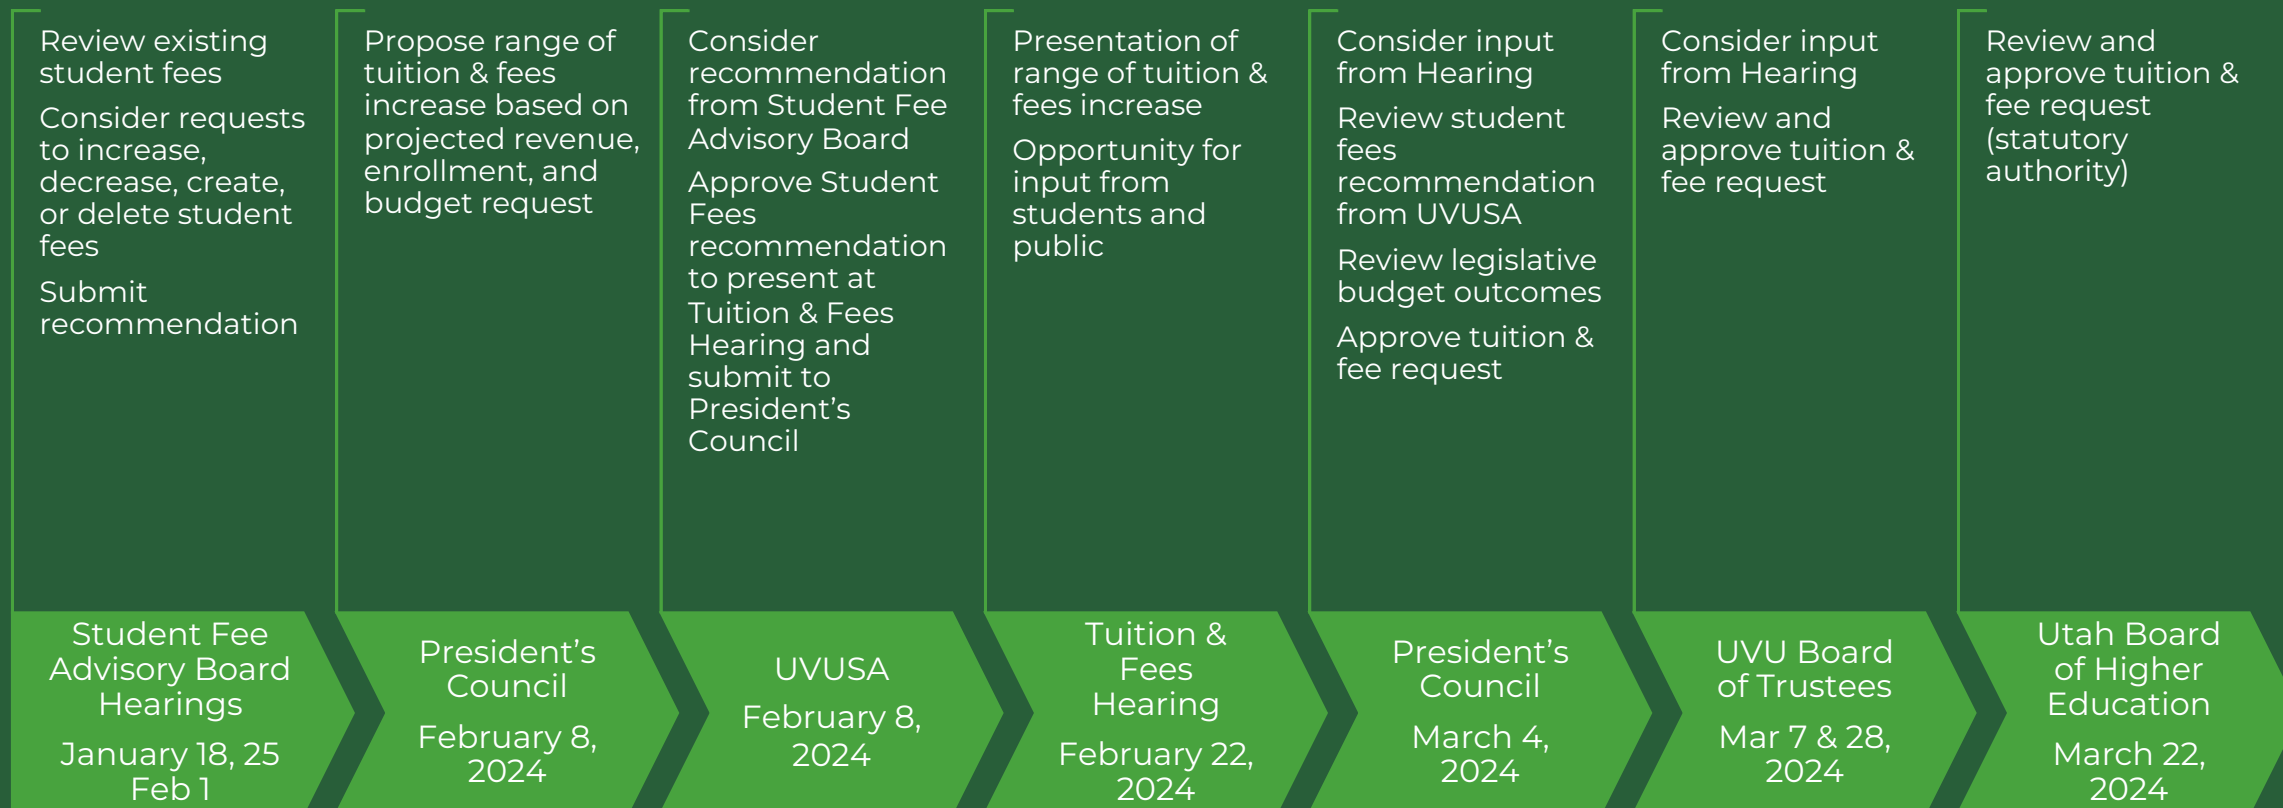 Review existing
student fees
Consider requests
to increase,
decrease, create,
or delete student
fees
Submit
recommendation
Student Fee
Advisory Board
Hearings
January 18, 25
Feb 1
Propose range of
tuition & fees
increase based on
projected revenue,
enrollment, and
budget request
President’s
Council
February 8,
2024
Consider
recommendation
from Student Fee
Advisory Board
Approve Student
Fees
recommendation
to present at
Tuition & Fees
Hearing and
submit to
President’s
Council
UVUSA
February 8,
2024
Presentation of
range of tuition &
fees increase
Opportunity for
input from
students and
public
Tuition &
Fees
Hearing
February 22,
2024
Consider input
from Hearing
Review student
fees
recommendation
from UVUSA
Review legislative
budget outcomes
Approve tuition &
fee request
President’s
Council
March 4,
2024
Consider input
from Hearing
Review and
approve tuition &
fee request
UVU Board
of Trustees
Mar 7 & 28,
2024
Review and
approve tuition &
fee request
(statutory
authority)
Utah Board
of Higher
Education
March 22,
2024